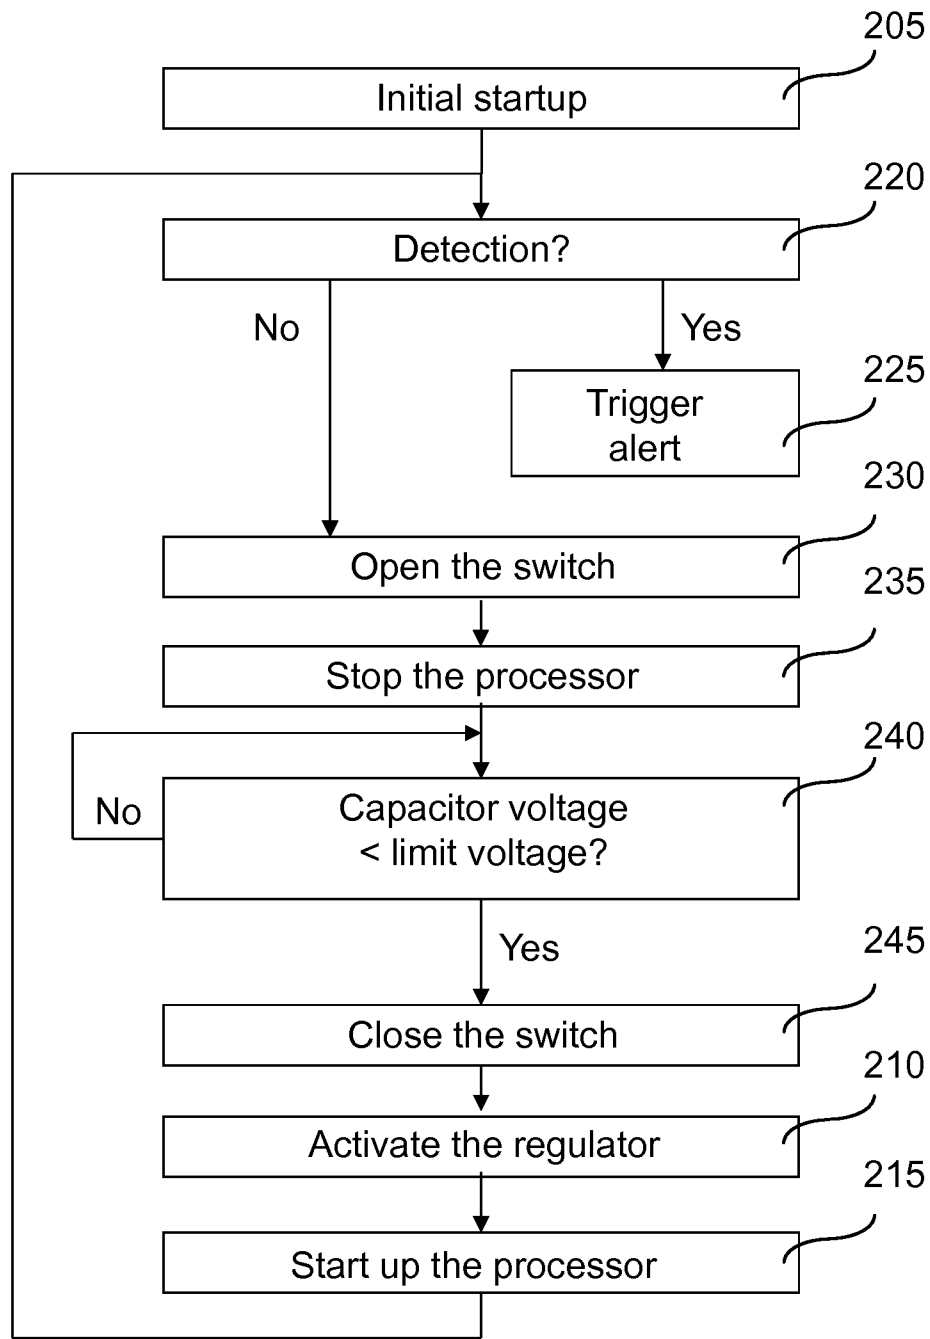 205
Initial startup
220
Detection?
No
Yes
225
Trigger
alert
230
Open the switch
235
Stop the processor
240
Capacitor voltage
< limit voltage?
No
Yes
245
Close the switch
210
Activate the regulator
215
Start up the processor